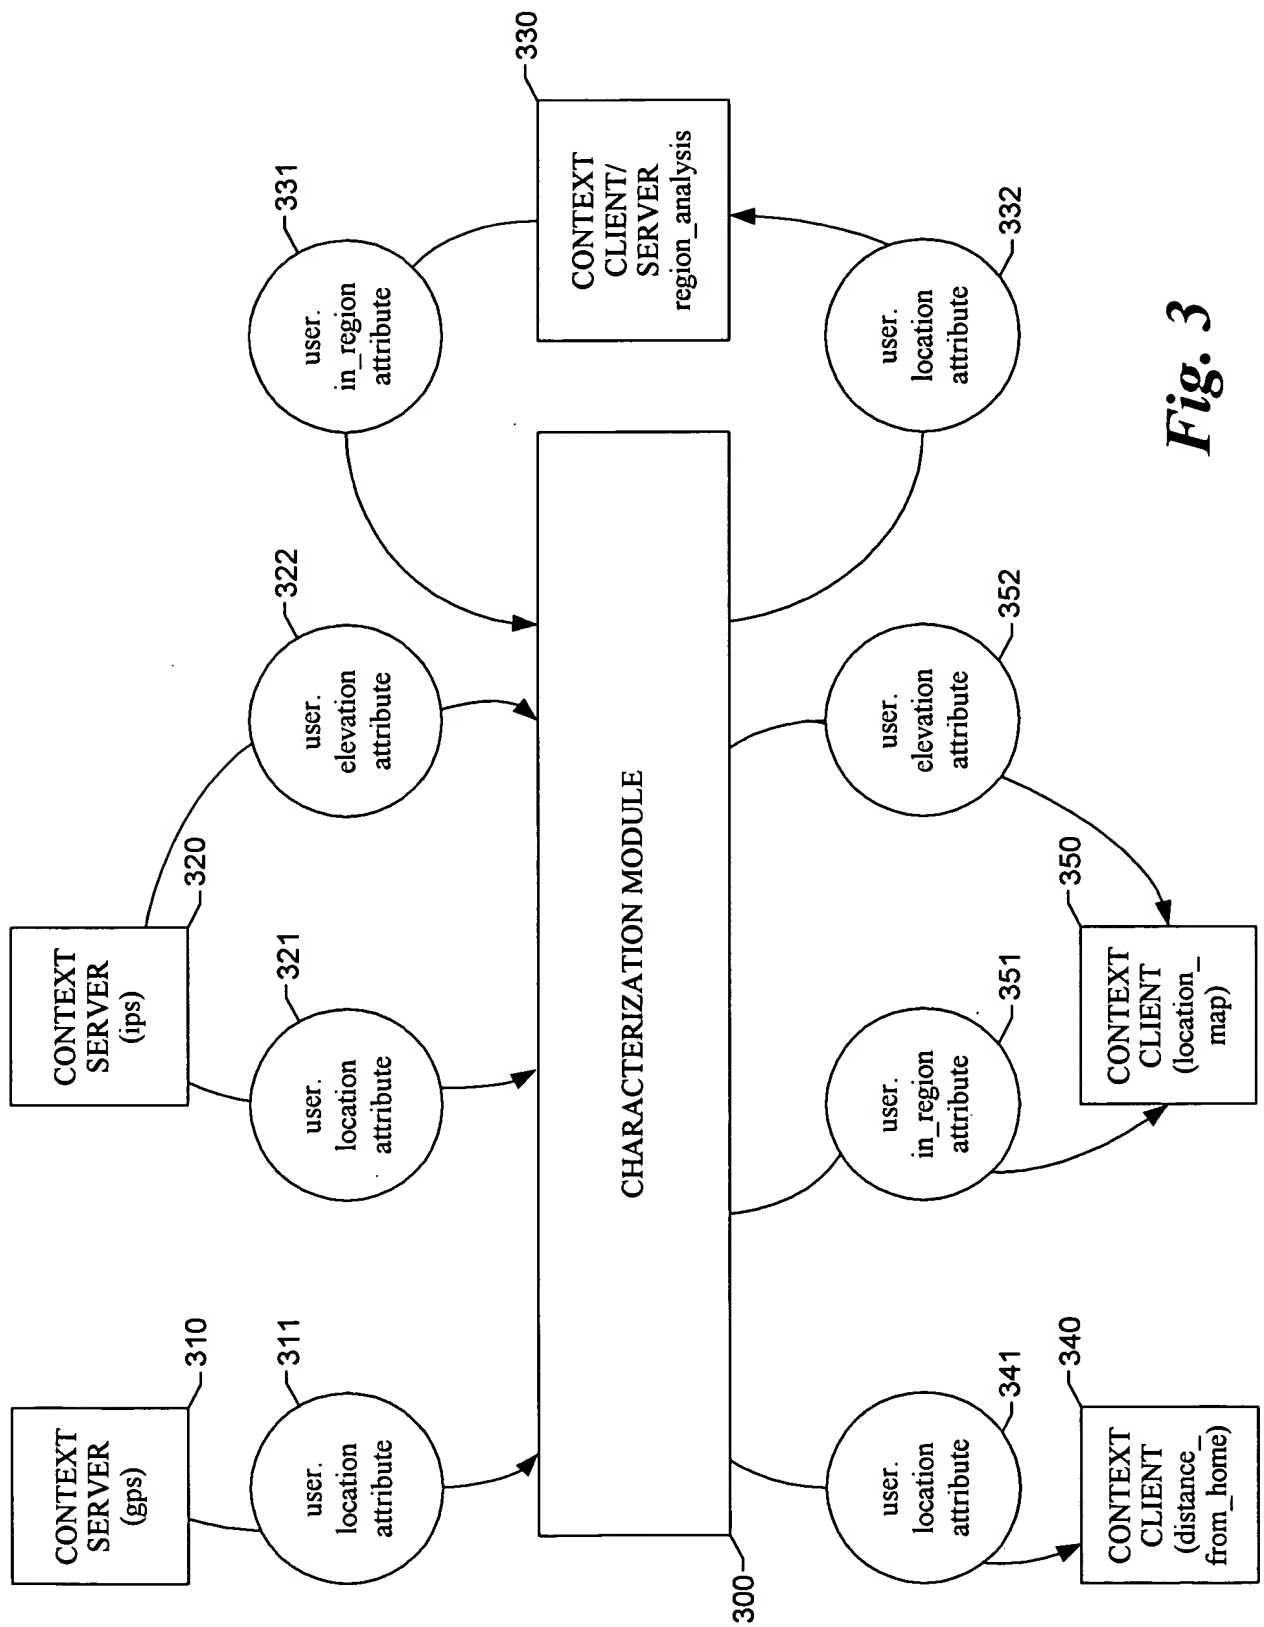 CONTEXT
SERVER
(gps)
310
311
user.
location
attribute
CONTEXT
SERVER
(ips)
320
321
user.
location
attribute
322
user.
elevation
attribute
331
user.
in_region
attribute
330
CONTEXT
CLIENT/
SERVER
region_analysis
CHARACTERIZATION MODULE
300
user.
location
attribute
341
340
CONTEXT
CLIENT
(distance_
from_home)
user.
in_region
attribute
351
user.
elevation
attribute
352
350
CONTEXT
CLIENT
(location_
map)
user.
location
attribute
332
Fig. 3